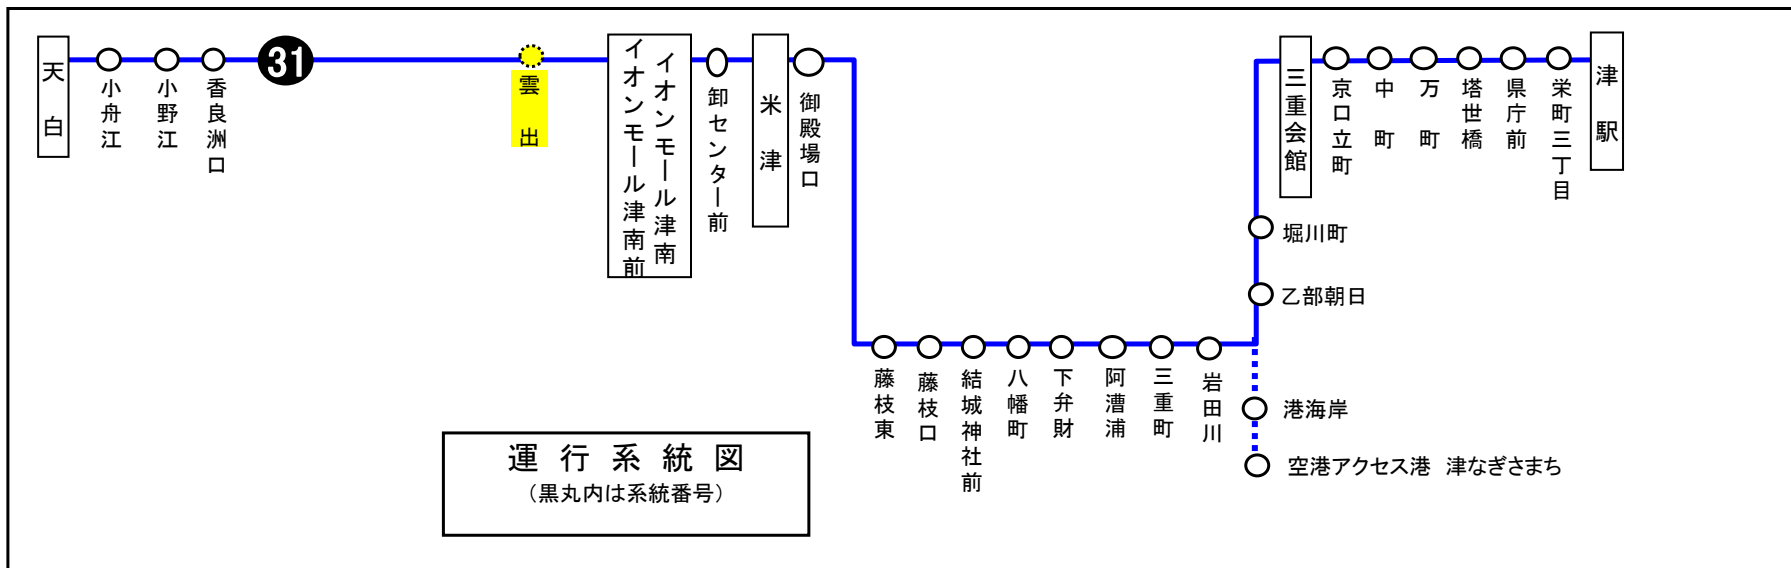 天白
小舟江
小野江
香良洲口
31
雲出
イオンモール津南
イオンモール津南前
卸センター前
米津
御殿場口
藤枝東
藤枝口
結城神社前
八幡町
下弁財
阿漕浦
三重町
岩田川
港海岸
空港アクセス港 津なぎさまち
乙部朝日
堀川町
三重会館
京口立町
中町
万町
塔世橋
県庁前
栄町三丁目
津駅
運行系統図
（黒丸内は系統番号）